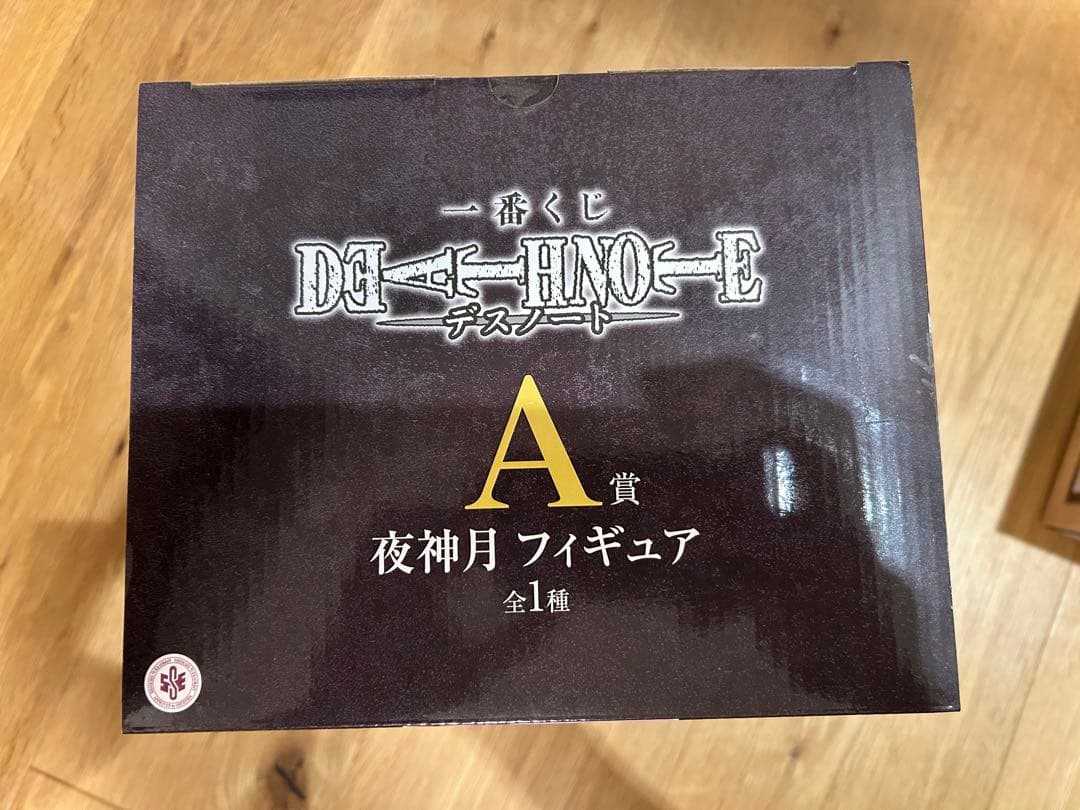 一番くじ
DEATH NOTE
デスノート
A賞
夜神月 フィギュア
全1種